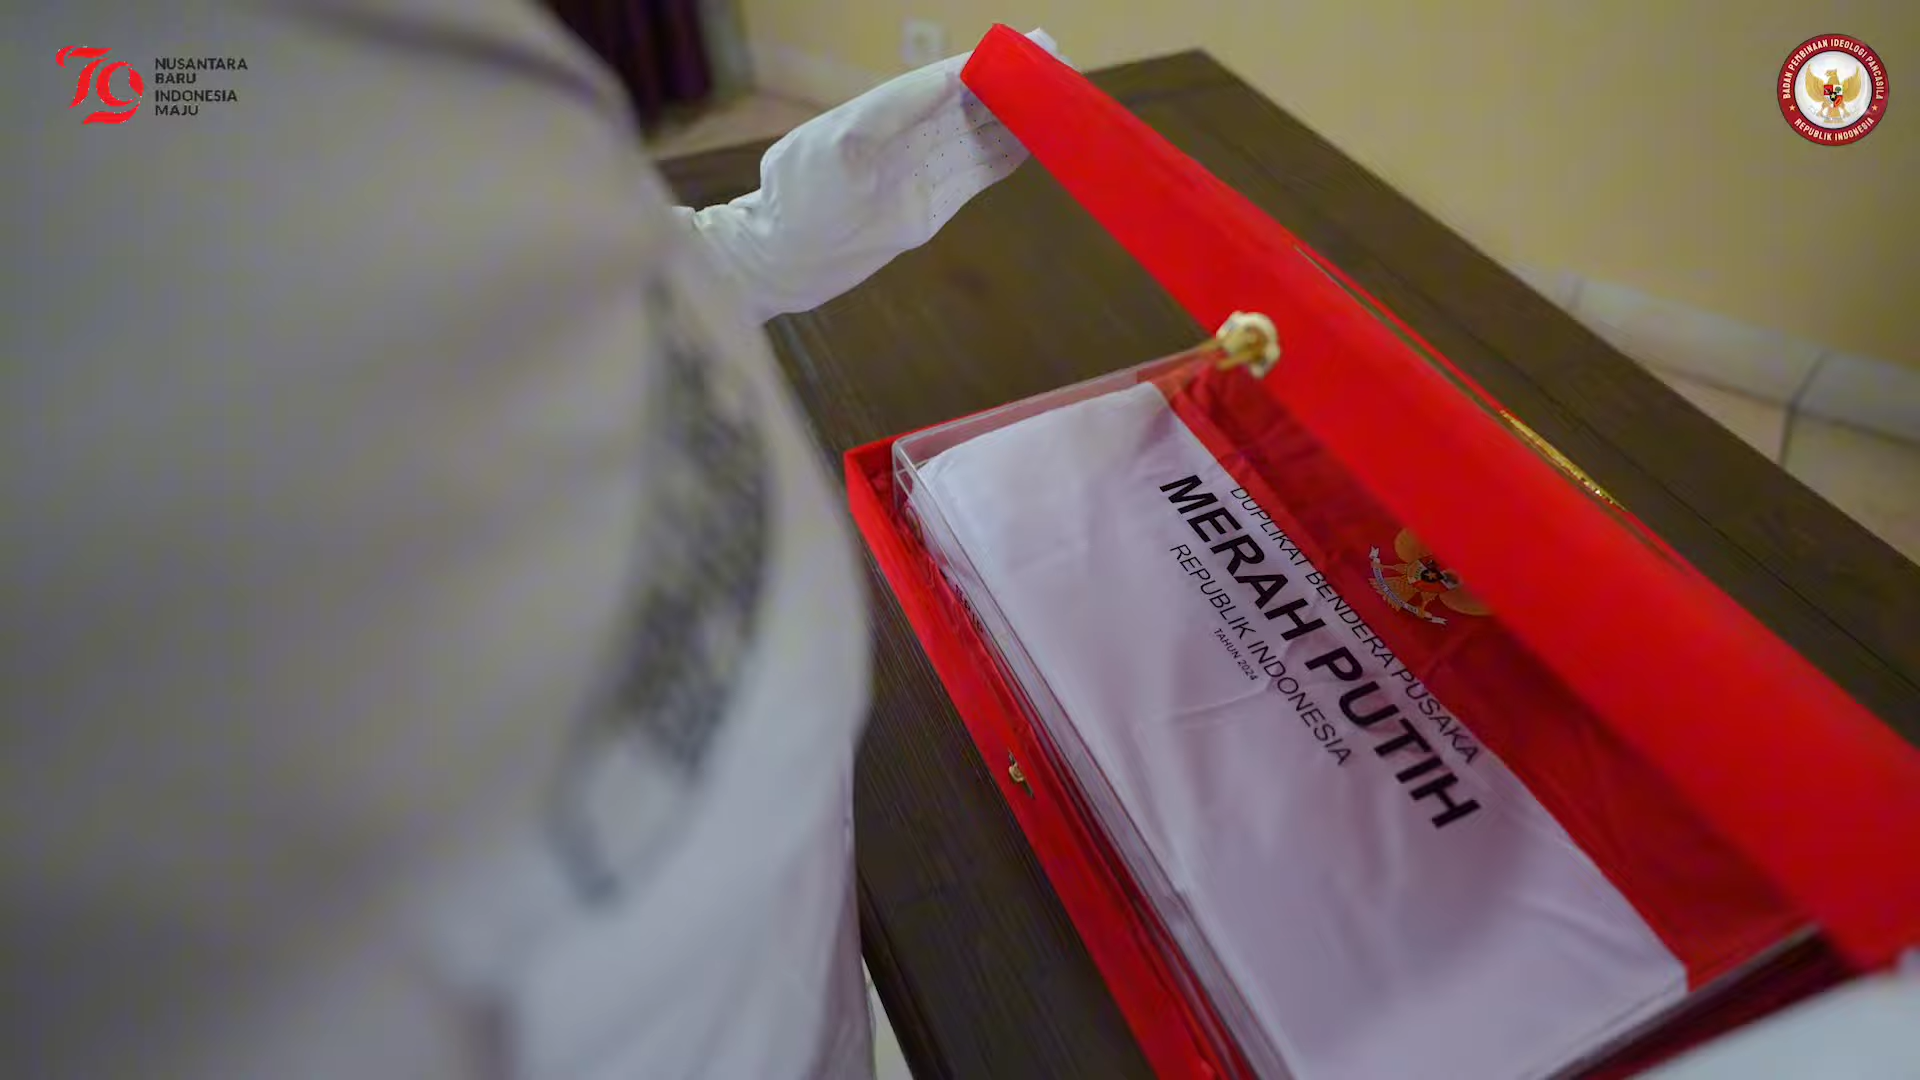 NUSANTARA
BARU
INDONESIA
MAJU
BADAN PEMBINAAN IDEOLOGI PANCASILA
REPUBLIK INDONESIA
DUPLIKAT BENDERA PUSAKA
MERAH PUTIH
REPUBLIK INDONESIA
TAHUN 2024